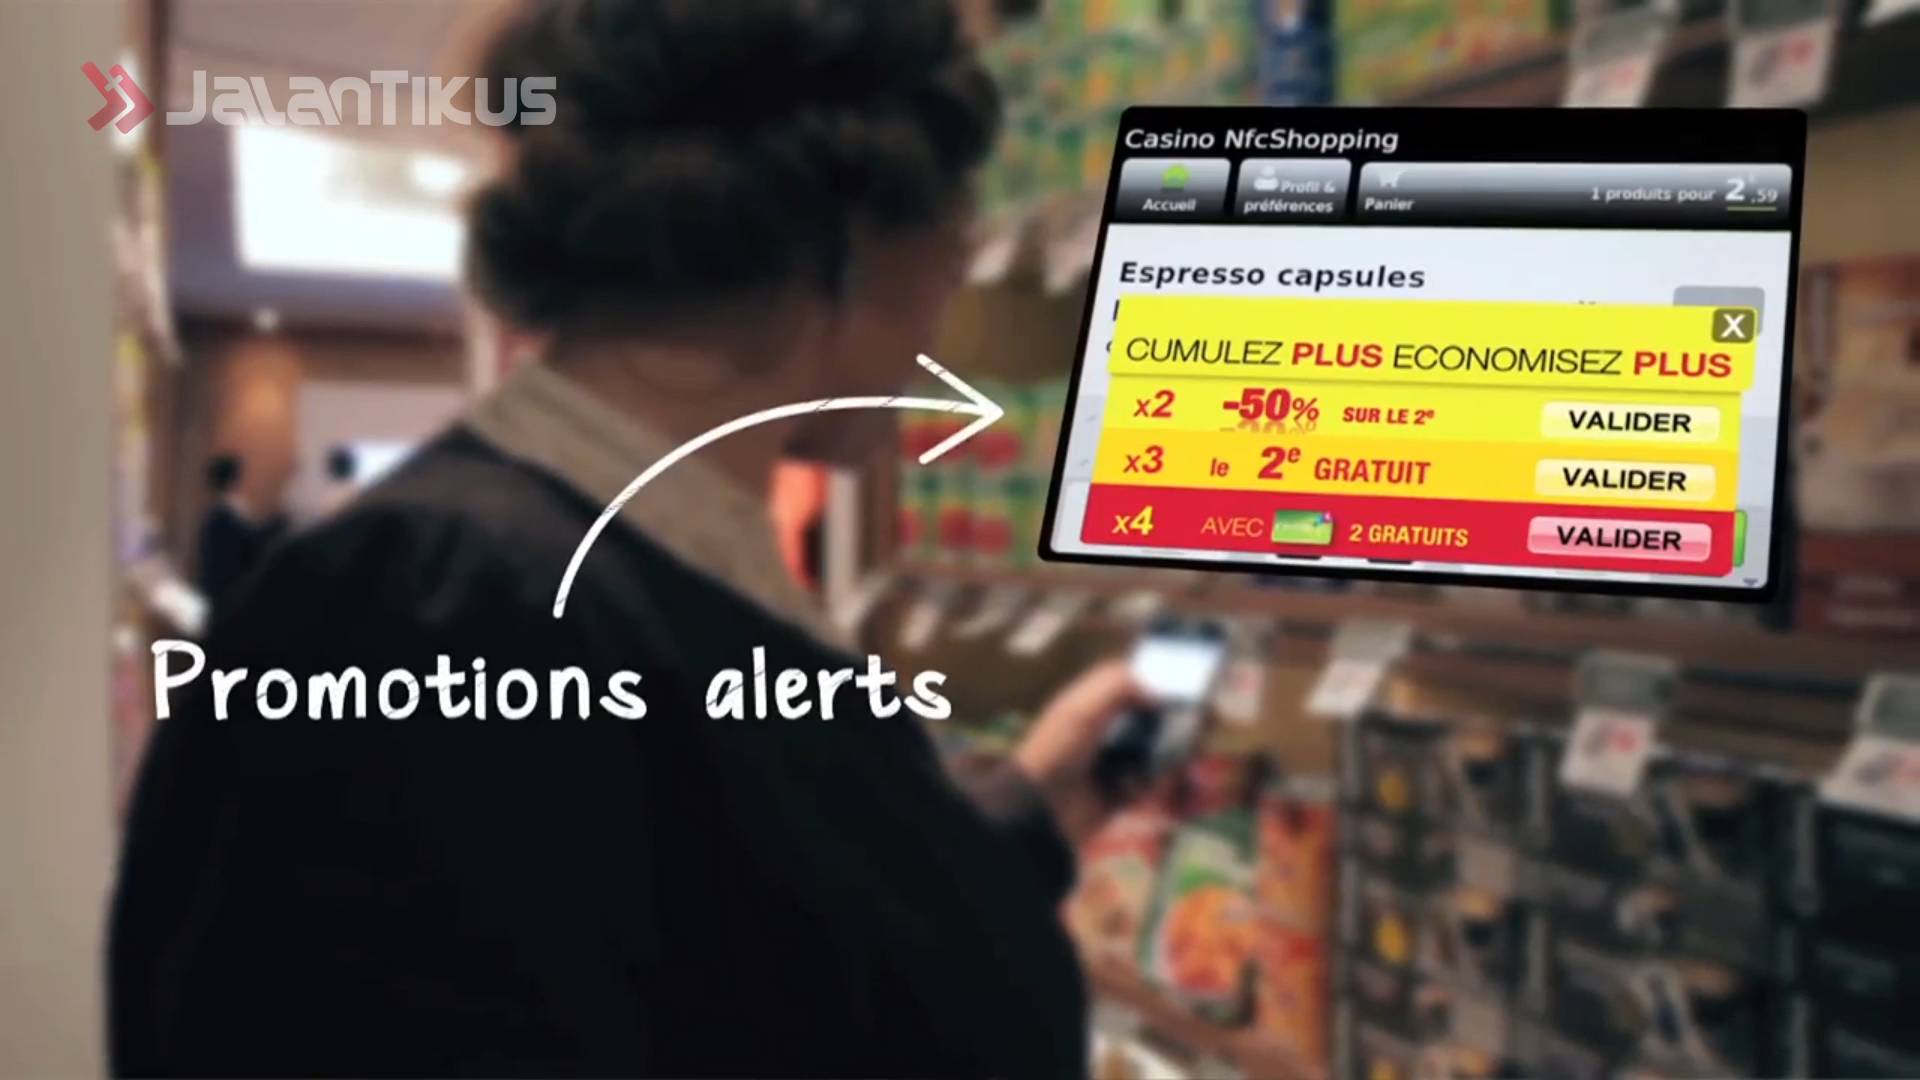 JALANTIKUS
Casino NfcShopping
Accueil
Profil &
préférences
Panier
1 produits pour 2€,59
Espresso capsules
X
CUMULEZ PLUS ECONOMISEZ PLUS
x2 -50% SUR LE 2e VALIDER
x3 le 2e GRATUIT VALIDER
x4 AVEC 2 GRATUITS VALIDER
Promotions alerts